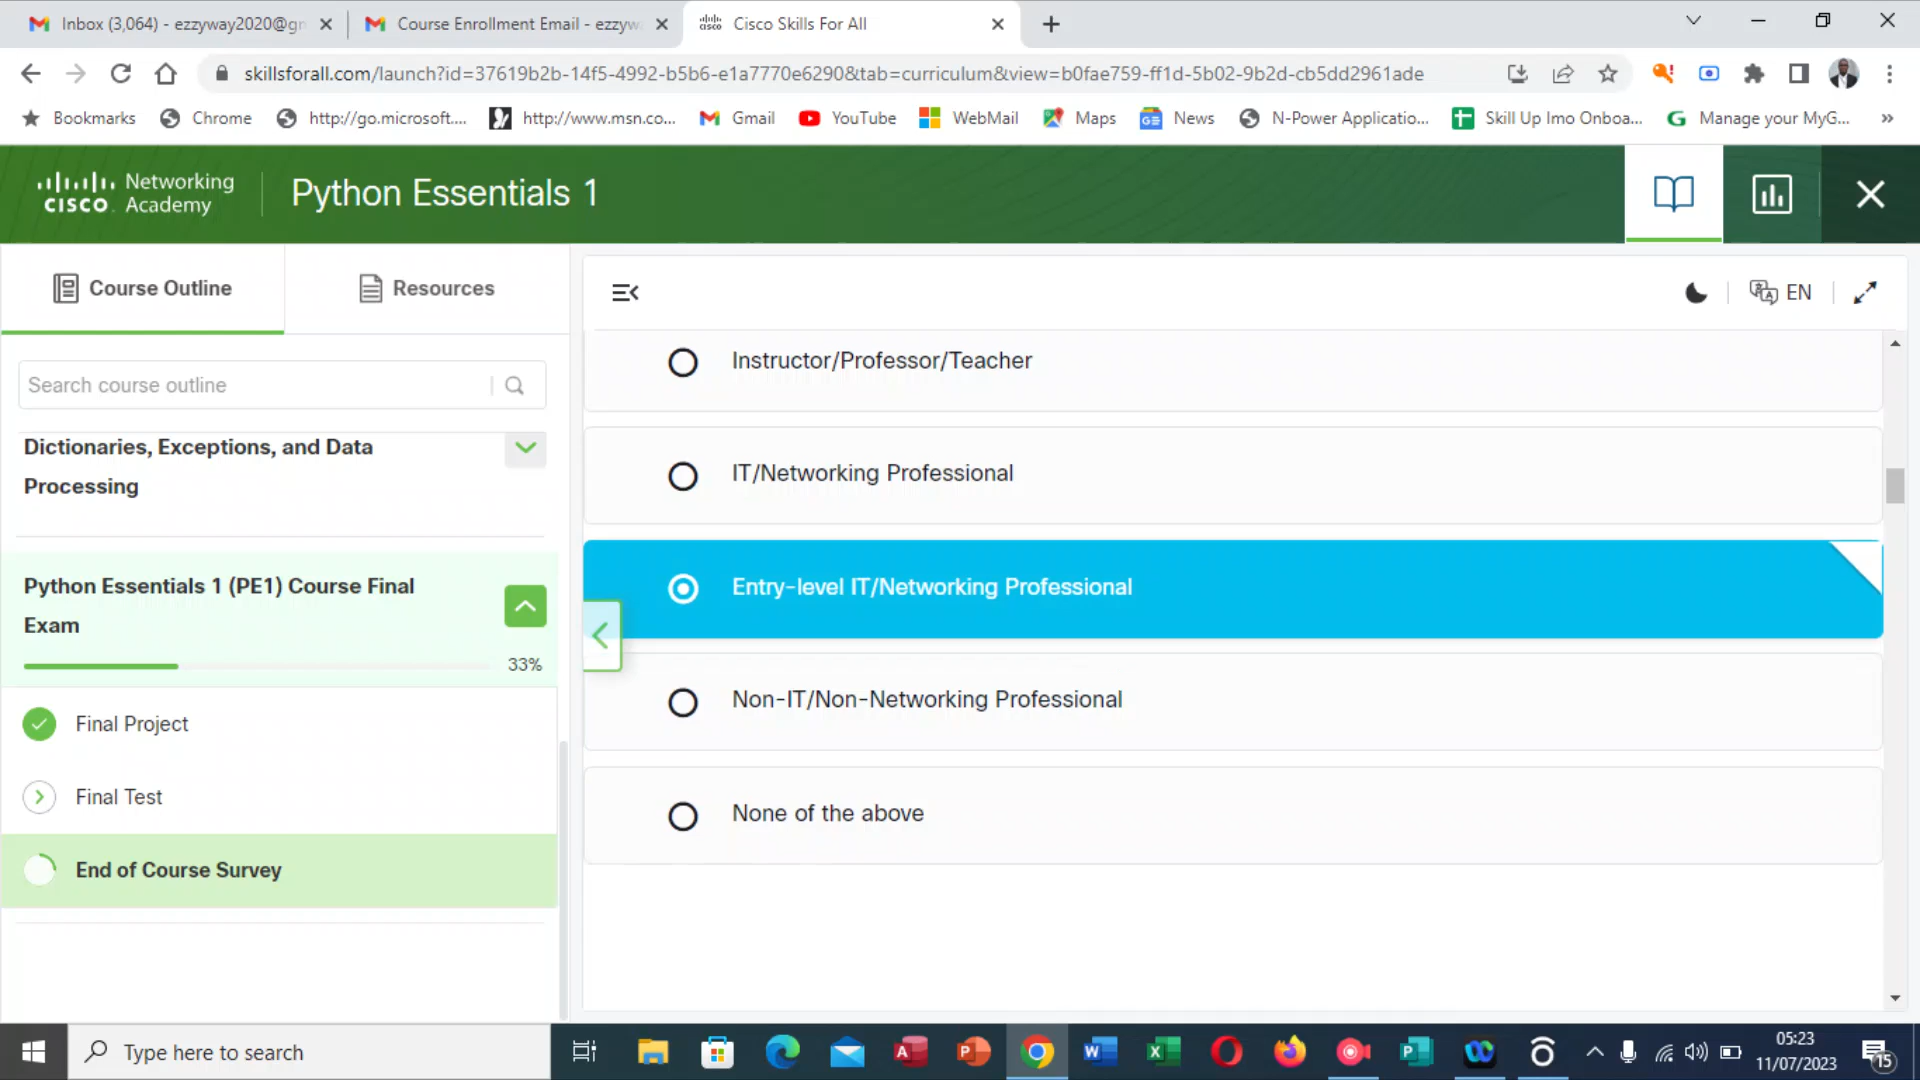 Inbox (3,064) - ezzyway2020@gm
Course Enrollment Email - ezzyw
Cisco Skills For All
skillsforall.com/launch?id=37619b2b-14f5-4992-b5b6-e1a7770e6290&tab=curriculum&view=b0fae759-ff1d-5b02-9b2d-cb5dd2961ade
Bookmarks
Chrome
http://go.microsoft....
http://www.msn.co...
Gmail
YouTube
WebMail
Maps
News
N-Power Applicatio...
Skill Up Imo Onboa...
Manage your MyG...
CISCO Networking Academy
Python Essentials 1
Course Outline
Resources
EN
Search course outline
Dictionaries, Exceptions, and Data
Processing
Python Essentials 1 (PE1) Course Final
Exam
33%
Final Project
Final Test
End of Course Survey
Instructor/Professor/Teacher
IT/Networking Professional
Entry-level IT/Networking Professional
Non-IT/Non-Networking Professional
None of the above
Type here to search
05:23
11/07/2023
15